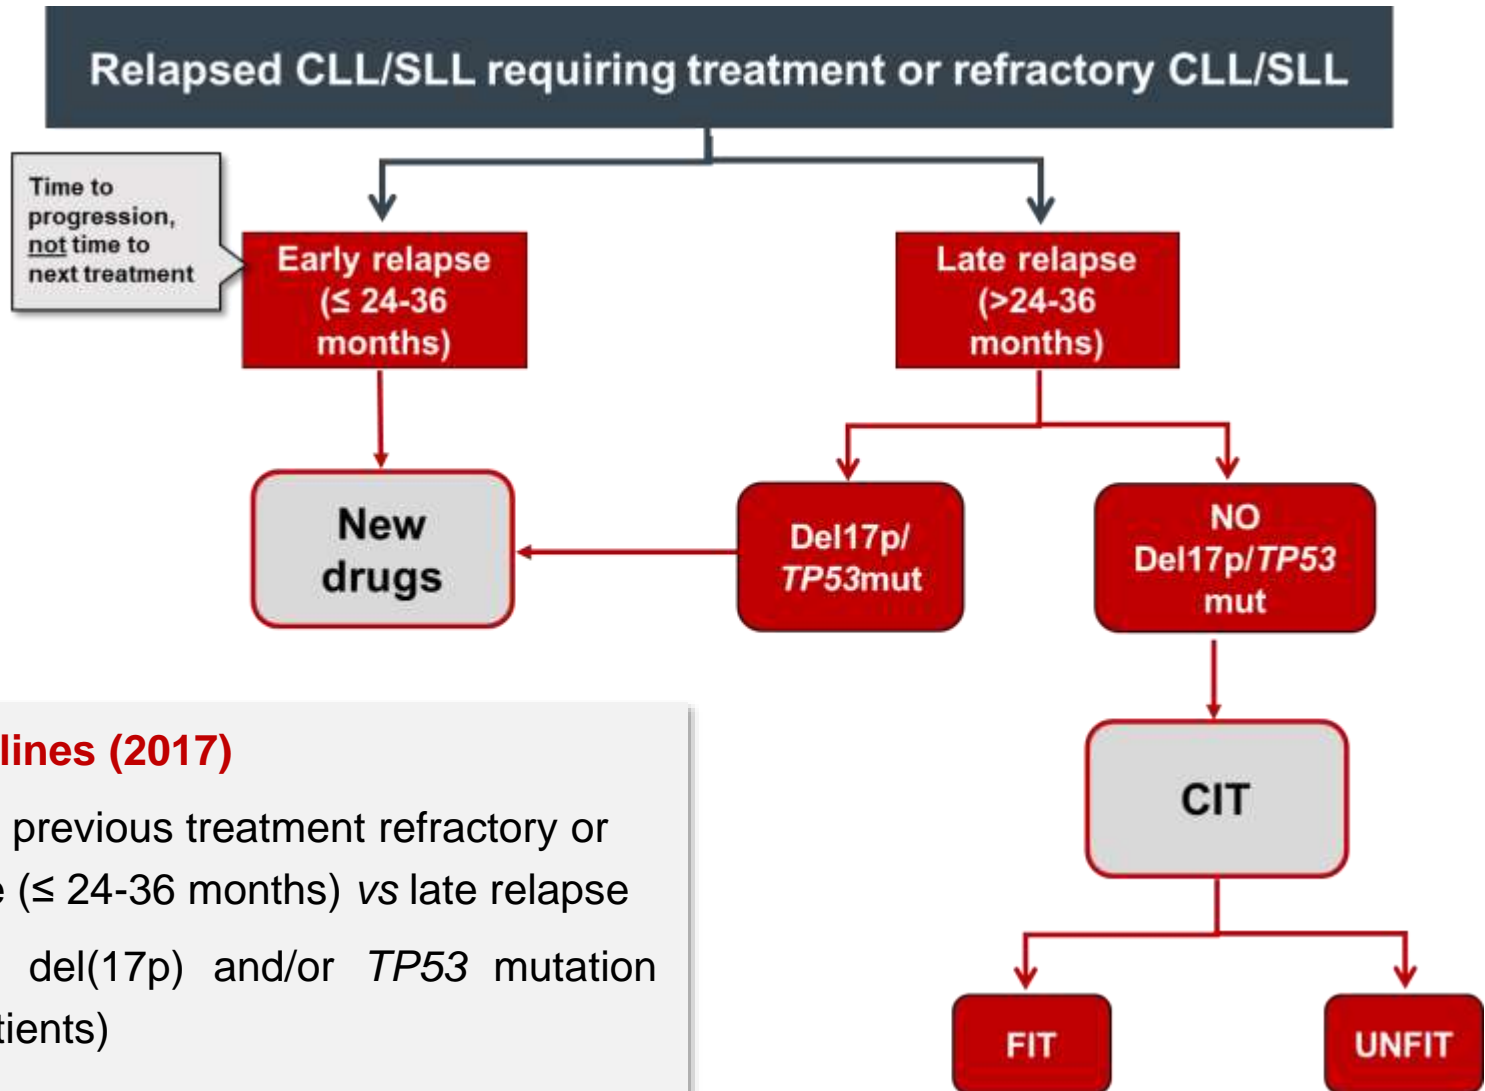 Relapsed CLL/SLL requiring treatment or refractory CLL/SLL
Time to
progression,
not time to
next treatment
Early relapse
(≤ 24-36
months)
Late relapse
(>24-36
months)
New
drugs
Del17p/
TP53mut
NO
Del17p/TP53
mut
CIT
FIT
UNFIT
lines (2017)
previous treatment refractory or
e (≤ 24-36 months) vs late relapse
del(17p) and/or TP53 mutation
tients)